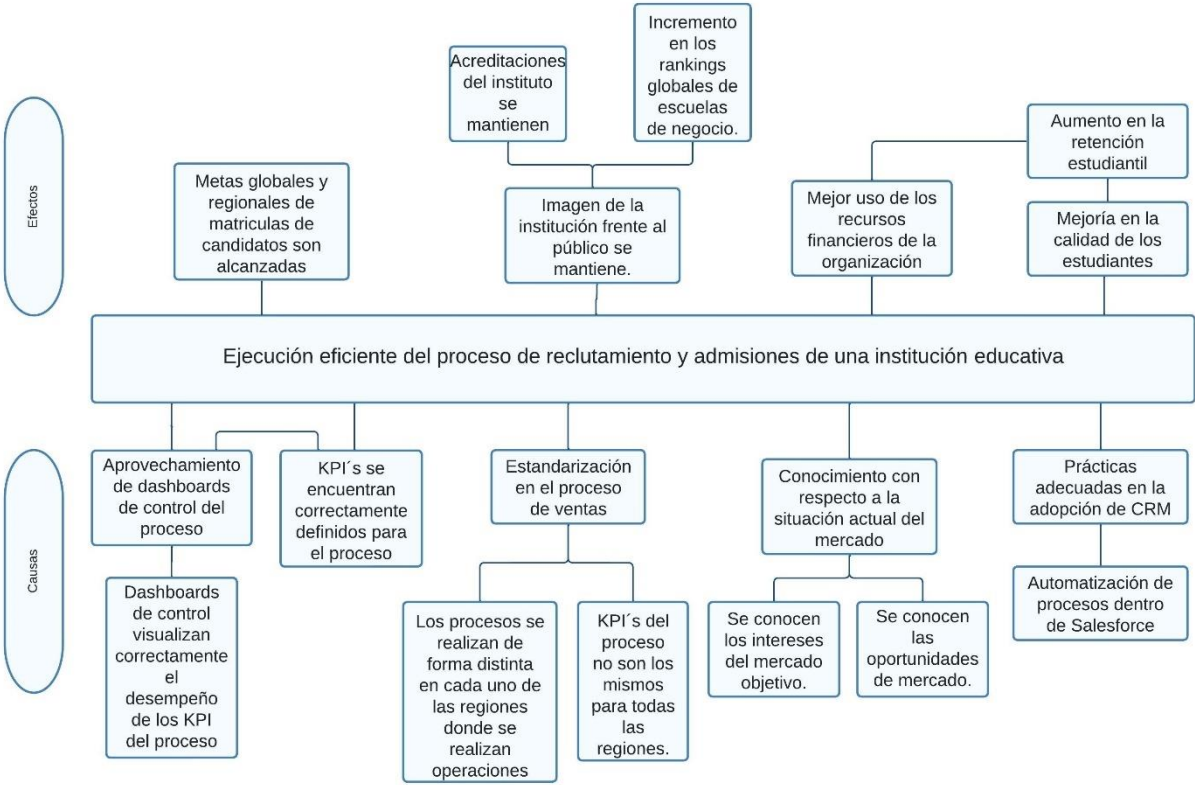 Incremento
en los
rankings
globales de
escuelas
de negocio.
Acreditaciones
del instituto
se
mantienen
Aumento en la
retención
estudiantil
Efectos
Metas globales y
regionales de
matriculas de
candidatos son
alcanzadas
Imagen de la
institución frente al
público se
mantiene.
Mejor uso de los
recursos
financieros de la
organización
Mejoría en la
calidad de los
estudiantes
Ejecución eficiente del proceso de reclutamiento y admisiones de una institución educativa
Causas
Aprovechamiento
de dashboards
de control del
proceso
KPI´s se
encuentran
correctamente
definidos para
el proceso
Estandarización
en el proceso
de ventas
Conocimiento con
respecto a la
situación actual del
mercado
Prácticas
adecuadas en la
adopción de CRM
Dashboards
de control
visualizan
correctamente
el
desempeño
de los KPI
del proceso
Los procesos se
realizan de
forma distinta
en cada uno de
las regiones
donde se
realizan
operaciones
KPI´s del
proceso
no son los
mismos
para todas
las
regiones.
Se conocen
los intereses
del mercado
objetivo.
Se conocen
las
oportunidades
de mercado.
Automatización de
procesos dentro
de Salesforce